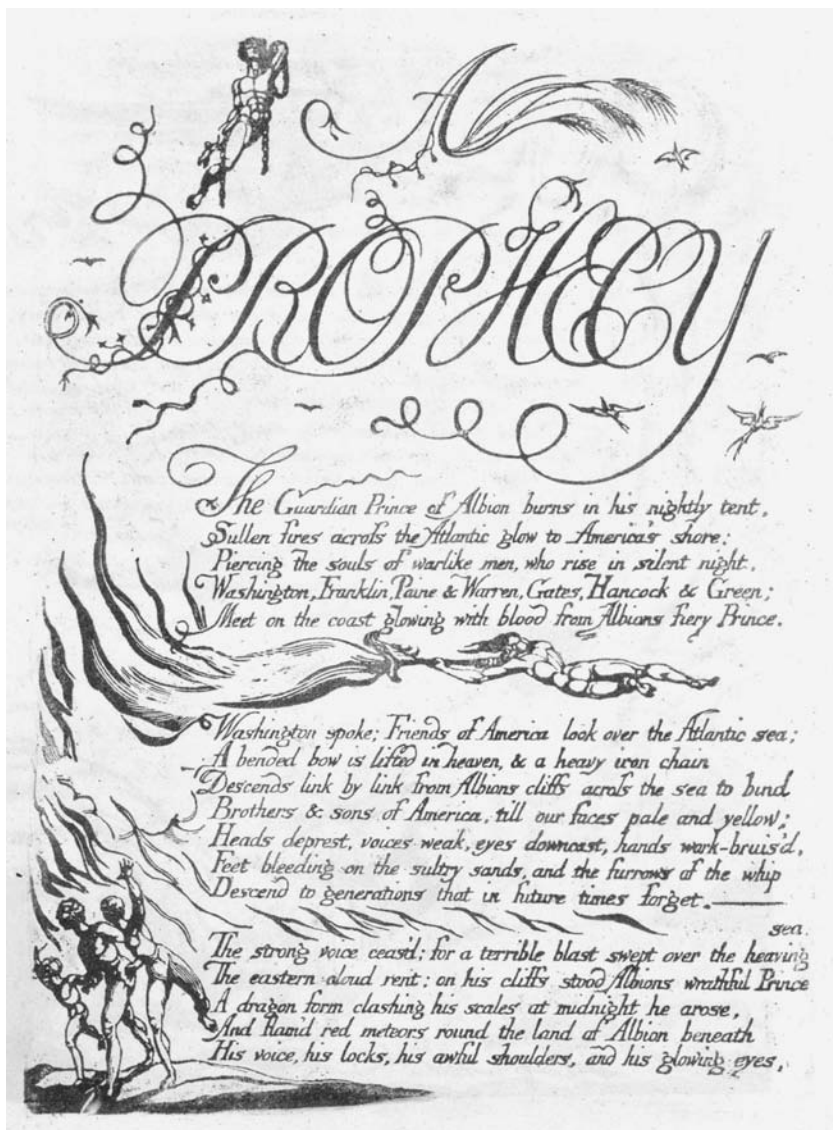 A
PROPHECY
The Guardian Prince of Albion burns in his nightly tent,
Sullen fires acroſs the Atlantic glow to America's shore:
Piercing the souls of warlike men, who rise in silent night,
Washington, Franklin, Paine & Warren, Gates, Hancock & Green;
Meet on the coast glowing with blood from Albions fiery Prince.
Washington spoke; Friends of America look over the Atlantic sea;
A bended bow is lifted in heaven, & a heavy iron chain
Descends link by link from Albions cliffs acroſs the sea to bind
Brothers & sons of America, till our faces pale and yellow;
Heads deprest, voices weak, eyes downcast, hands work-bruis'd,
Feet bleeding on the sultry sands, and the furrows of the whip
Descend to generations that in future times forget.
sea.
The strong voice ceas'd; for a terrible blast swept over the heaving
The eastern cloud rent; on his cliffs stood Albions wrathful Prince
A dragon form clashing his scales at midnight he arose,
And flam'd red meteors round the land of Albion beneath
His voice, his locks, his awful shoulders, and his glowing eyes,